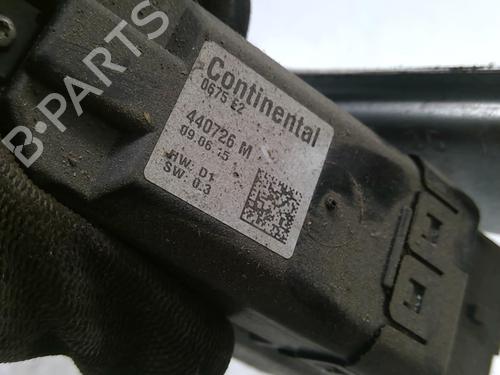 Continental
0675 E2
440726 M
09.06.15
HW: D1
SW: 0.3
B-PARTS